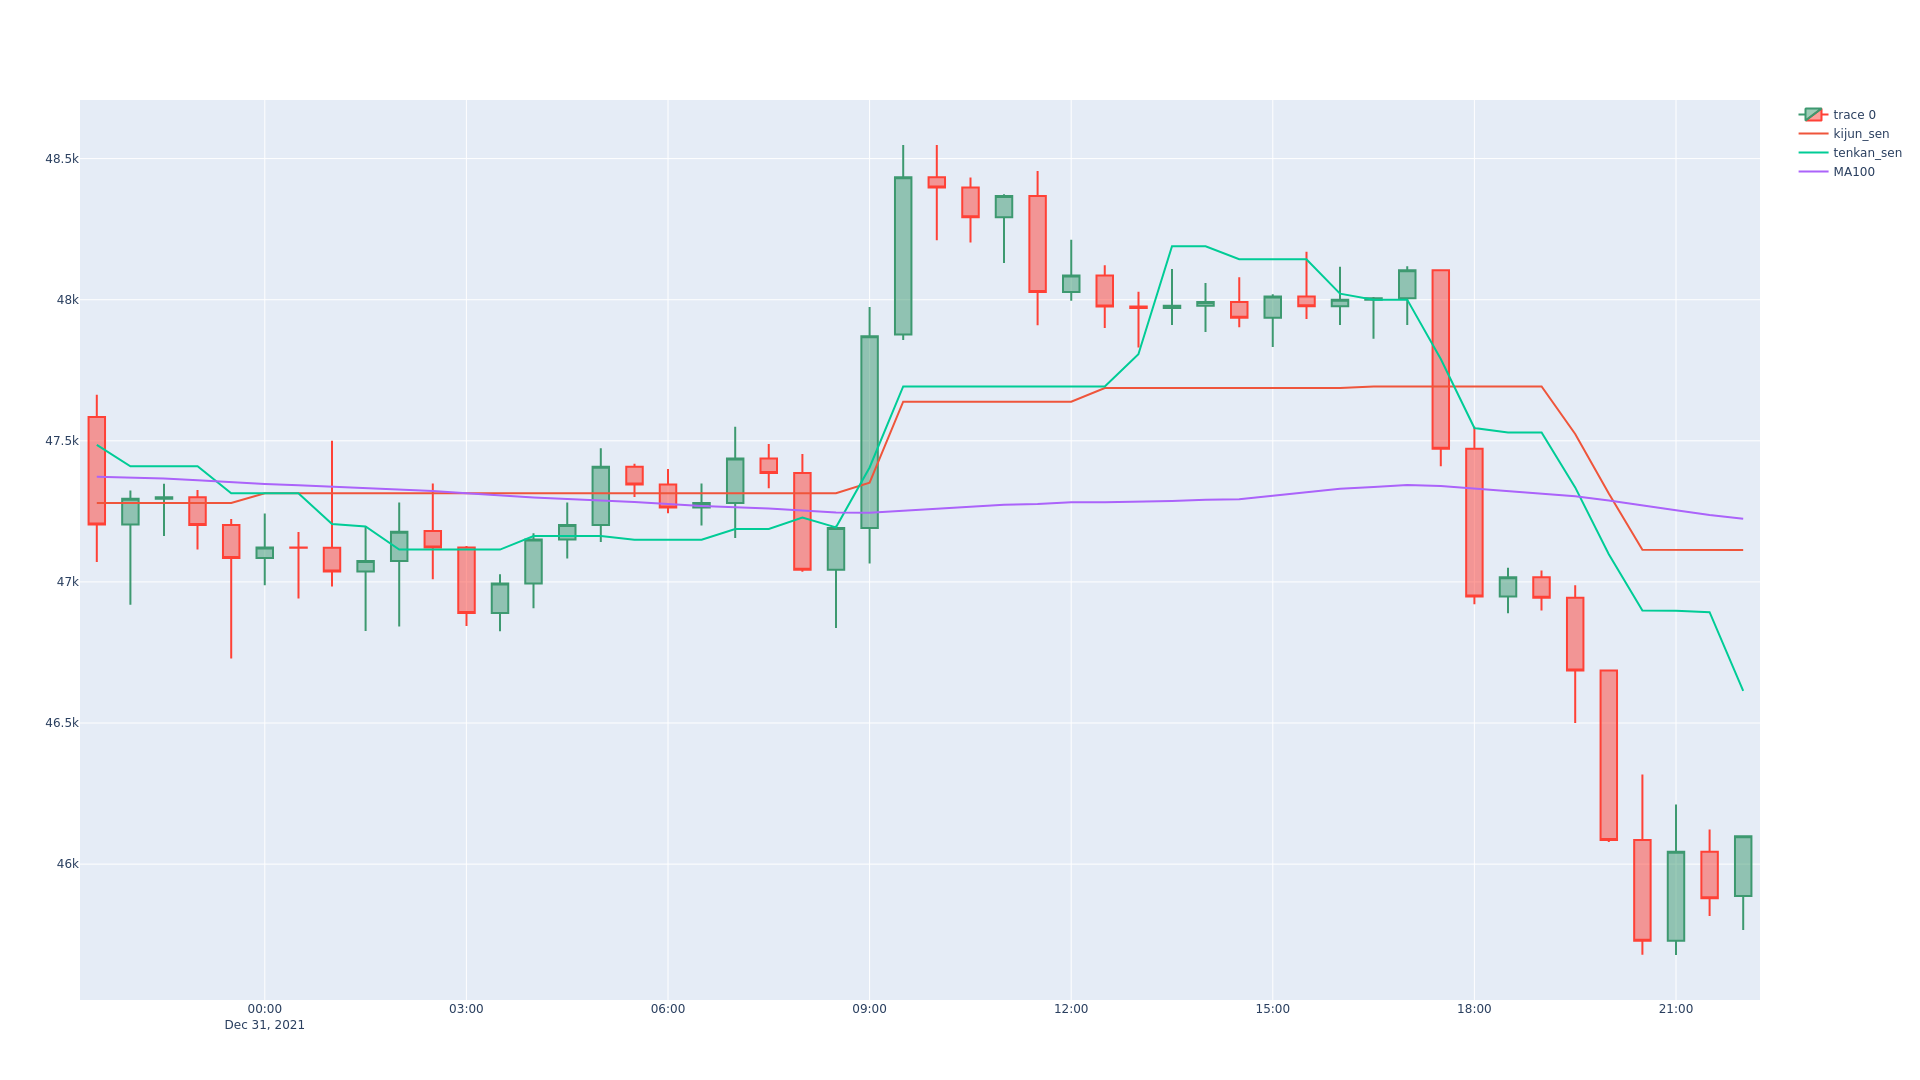 48.5k
48k
47.5k
47k
46.5k
46k
00:00
Dec 31, 2021
03:00
06:00
09:00
12:00
15:00
18:00
21:00
trace 0
kijun_sen
tenkan_sen
MA100